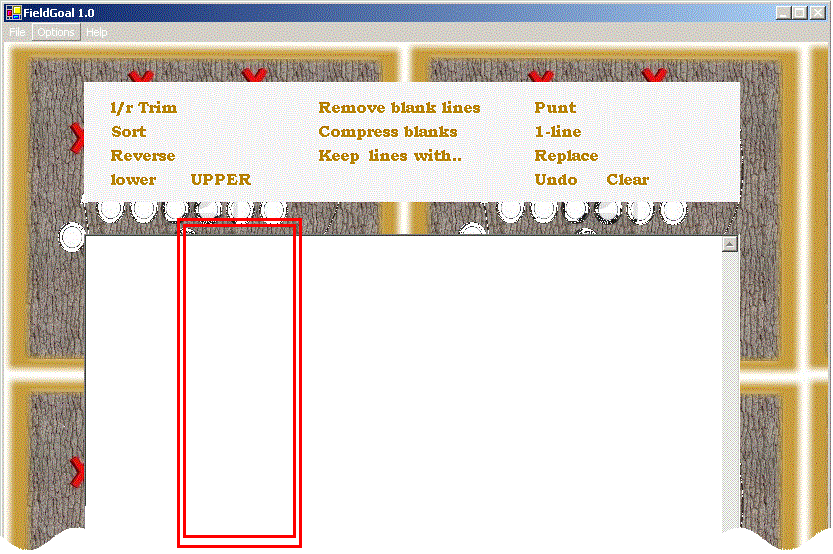 FieldGoal 1.0
File Options Help
l/r Trim Remove blank lines Punt
Sort Compress blanks 1-line
Reverse Keep lines with.. Replace
lower UPPER Undo Clear